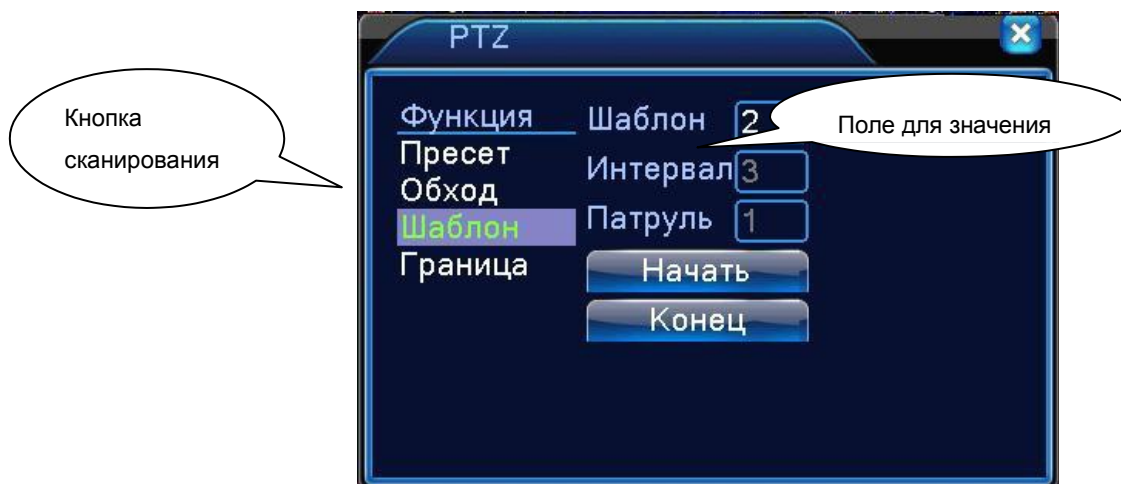 PTZ
Кнопка
сканирования
Функция
Пресет
Обход
Шаблон
Граница
Шаблон 2
Интервал 3
Патруль 1
Начать
Конец
Поле для значения